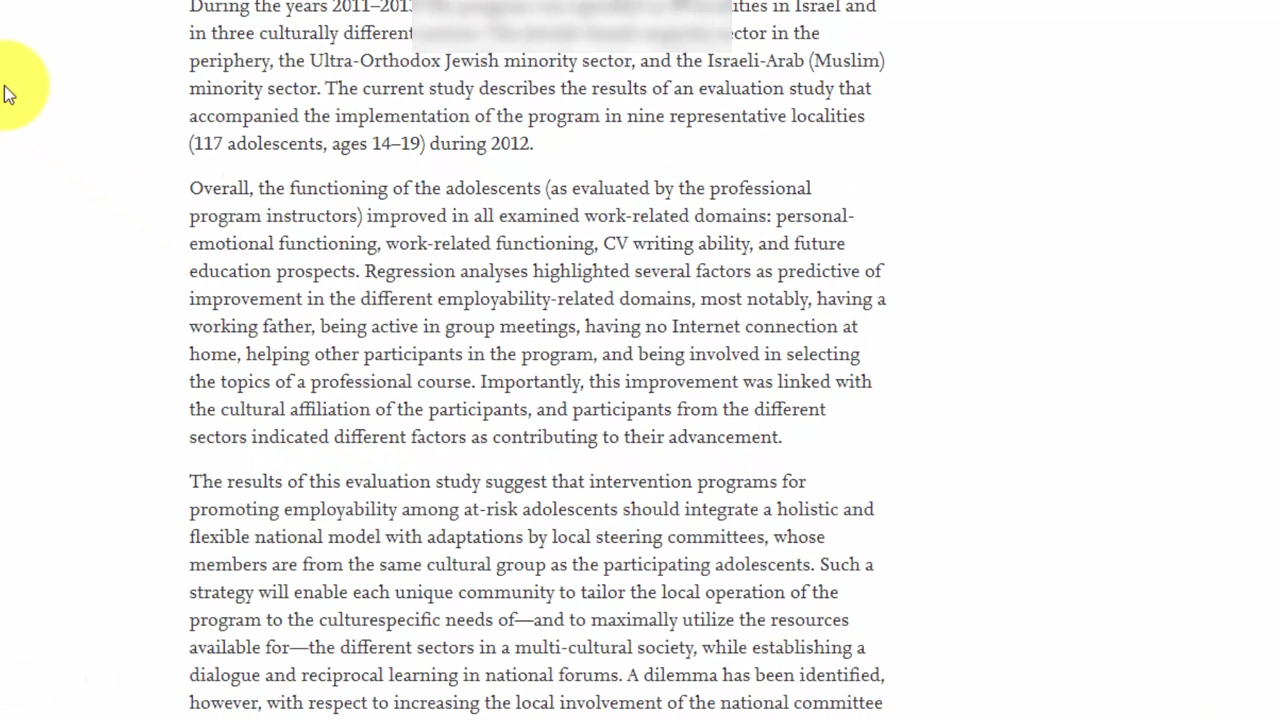 During the years 2011–2013 ities in Israel and
in three culturally different ctor in the
periphery, the Ultra-Orthodox Jewish minority sector, and the Israeli-Arab (Muslim)
minority sector. The current study describes the results of an evaluation study that
accompanied the implementation of the program in nine representative localities
(117 adolescents, ages 14–19) during 2012.
Overall, the functioning of the adolescents (as evaluated by the professional
program instructors) improved in all examined work-related domains: personal-
emotional functioning, work-related functioning, CV writing ability, and future
education prospects. Regression analyses highlighted several factors as predictive of
improvement in the different employability-related domains, most notably, having a
working father, being active in group meetings, having no Internet connection at
home, helping other participants in the program, and being involved in selecting
the topics of a professional course. Importantly, this improvement was linked with
the cultural affiliation of the participants, and participants from the different
sectors indicated different factors as contributing to their advancement.
The results of this evaluation study suggest that intervention programs for
promoting employability among at-risk adolescents should integrate a holistic and
flexible national model with adaptations by local steering committees, whose
members are from the same cultural group as the participating adolescents. Such a
strategy will enable each unique community to tailor the local operation of the
program to the culturespecific needs of—and to maximally utilize the resources
available for—the different sectors in a multi-cultural society, while establishing a
dialogue and reciprocal learning in national forums. A dilemma has been identified,
however, with respect to increasing the local involvement of the national committee